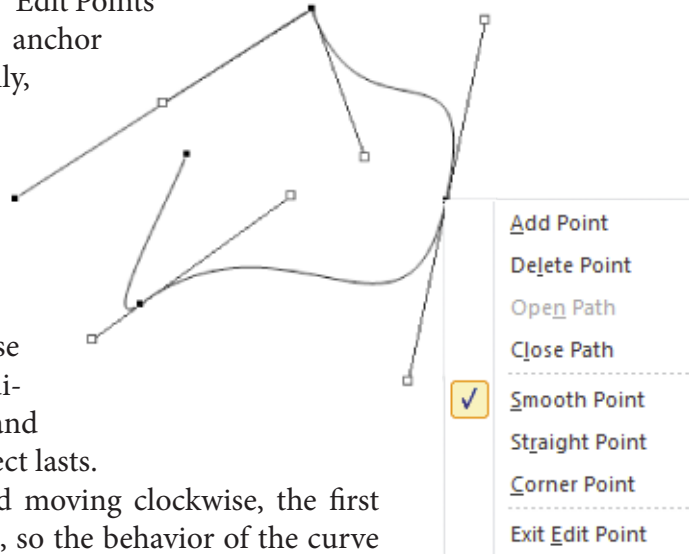 Edit Points
anchor
ly,
se
i-
and
ect lasts.
d moving clockwise, the first
, so the behavior of the curve
Add Point
Delete Point
Open Path
Close Path
Smooth Point
Straight Point
Corner Point
Exit Edit Point